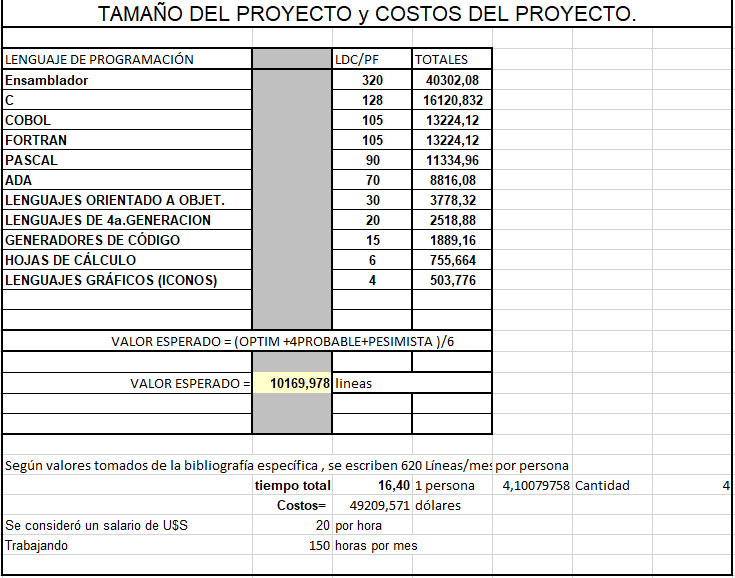 TAMAÑO DEL PROYECTO y COSTOS DEL PROYECTO.
LENGUAJE DE PROGRAMACIÓN LDC/PF TOTALES
Ensamblador 320 40302,08
C 128 16120,832
COBOL 105 13224,12
FORTRAN 105 13224,12
PASCAL 90 11334,96
ADA 70 8816,08
LENGUAJES ORIENTADO A OBJET. 30 3778,32
LENGUAJES DE 4a.GENERACION 20 2518,88
GENERADORES DE CÓDIGO 15 1889,16
HOJAS DE CÁLCULO 6 755,664
LENGUAJES GRÁFICOS (ICONOS) 4 503,776
VALOR ESPERADO = (OPTIM +4PROBABLE+PESIMISTA )/6
VALOR ESPERADO = 10169,978 lineas
Según valores tomados de la bibliografía específica , se escriben 620 Líneas/mes por persona
tiempo total 16,40 1 persona 4,10079758 Cantidad 4
Costos= 49209,571 dólares
Se consideró un salario de U$S 20 por hora
Trabajando 150 horas por mes